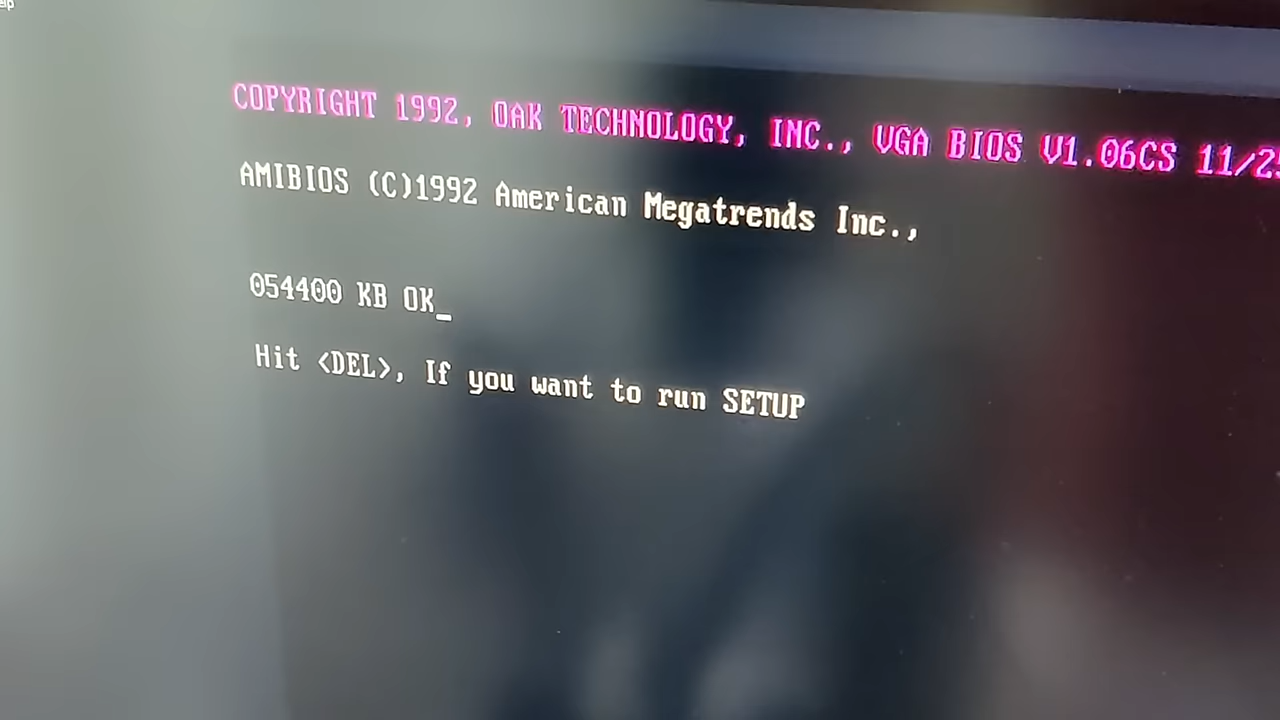 COPYRIGHT 1992, OAK TECHNOLOGY, INC., VGA BIOS V1.06CS
AMIBIOS (C)1992 American Megatrends Inc.,
054400 KB OK_
Hit <DEL>, If you want to run SETUP